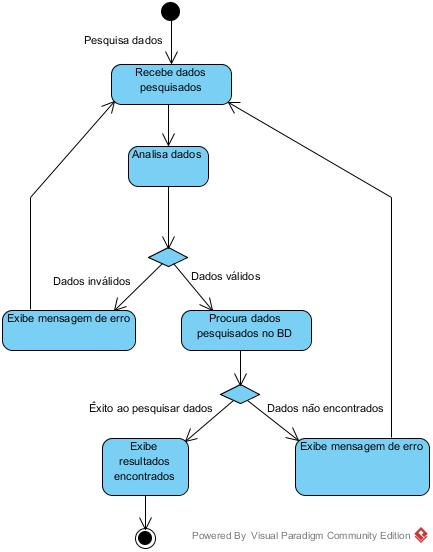 Pesquisa dados
Recebe dados
pesquisados
Analisa dados
Dados inválidos
Dados válidos
Exibe mensagem de erro
Procura dados
pesquisados no BD
Êxito ao pesquisar dados
Dados não encontrados
Exibe
resultados
encontrados
Exibe mensagem de erro
Powered By Visual Paradigm Community Edition